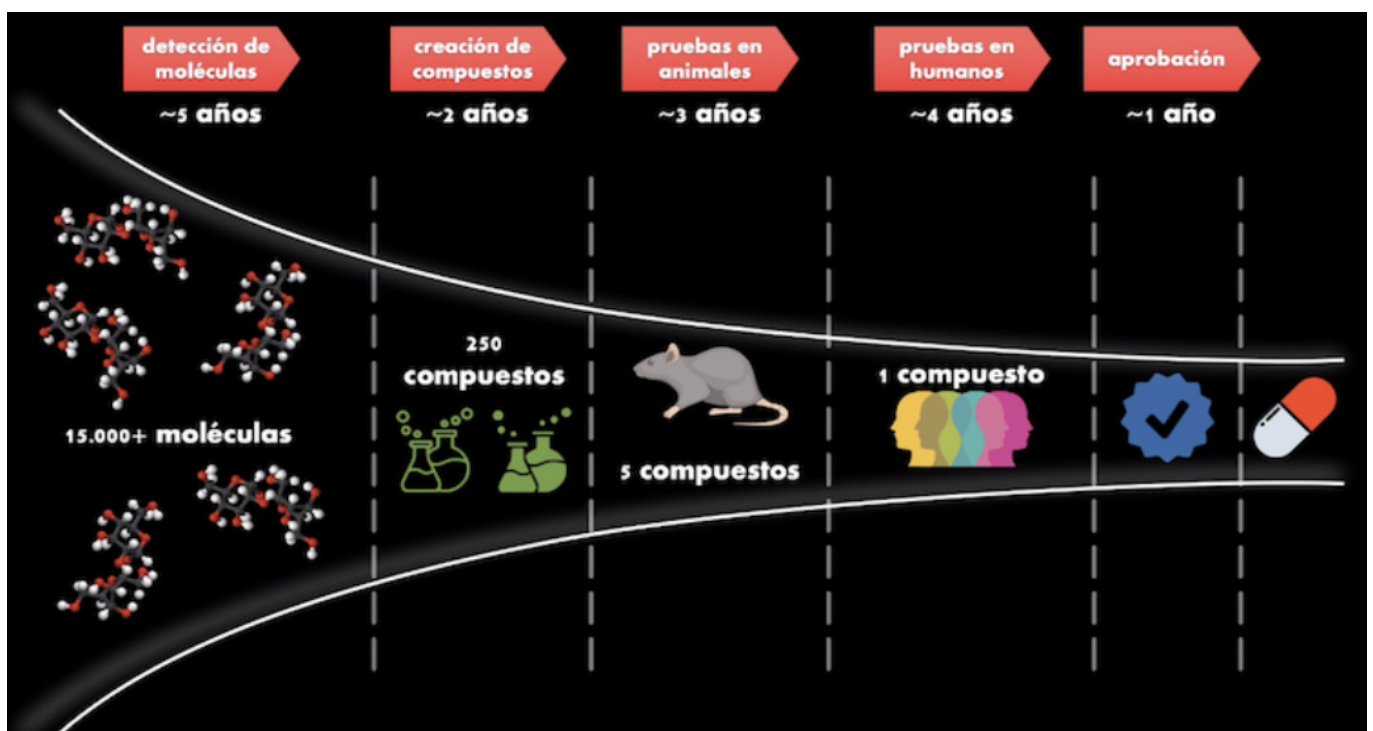 detección de
moléculas
~5 años
creación de
compuestos
~2 años
pruebas en
animales
~3 años
pruebas en
humanos
~4 años
aprobación
~1 año
15.000+ moléculas
250
compuestos
5 compuestos
1 compuesto